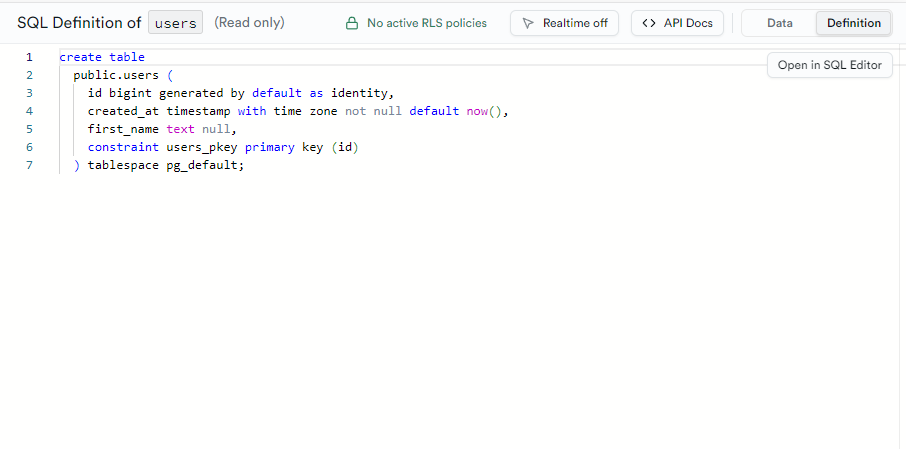 SQL Definition of users (Read only) No active RLS policies Realtime off <> API Docs Data Definition
Open in SQL Editor
1 create table
2 public.users (
3 id bigint generated by default as identity,
4 created_at timestamp with time zone not null default now(),
5 first_name text null,
6 constraint users_pkey primary key (id)
7 ) tablespace pg_default;